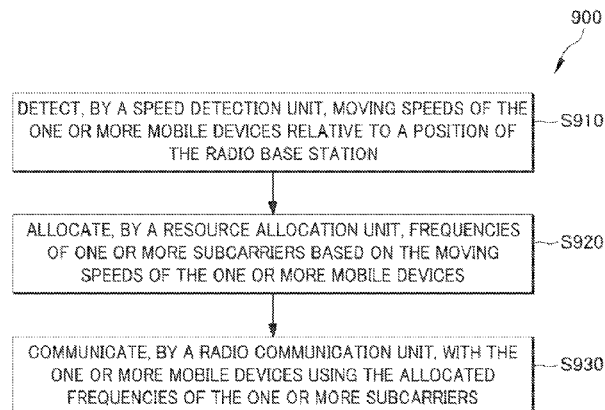 900
DETECT, BY A SPEED DETECTION UNIT, MOVING SPEEDS OF THE
ONE OR MORE MOBILE DEVICES RELATIVE TO A POSITION OF
THE RADIO BASE STATION
S910
ALLOCATE, BY A RESOURCE ALLOCATION UNIT, FREQUENCIES
OF ONE OR MORE SUBCARRIERS BASED ON THE MOVING
SPEEDS OF THE ONE OR MORE MOBILE DEVICES
S920
COMMUNICATE, BY A RADIO COMMUNICATION UNIT, WITH THE
ONE OR MORE MOBILE DEVICES USING THE ALLOCATED
FREQUENCIES OF THE ONE OR MORE SUBCARRIERS
S930